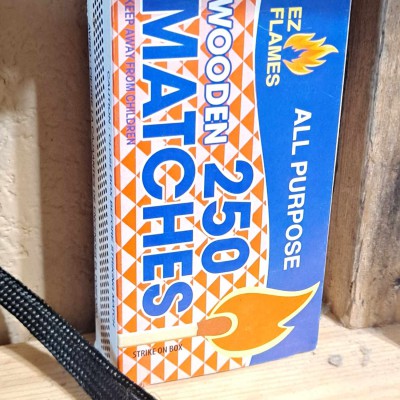 EZ
FLAMES
ALL PURPOSE
WOODEN
250
MATCHES
KEEP AWAY FROM CHILDREN
STRIKE ON BOX